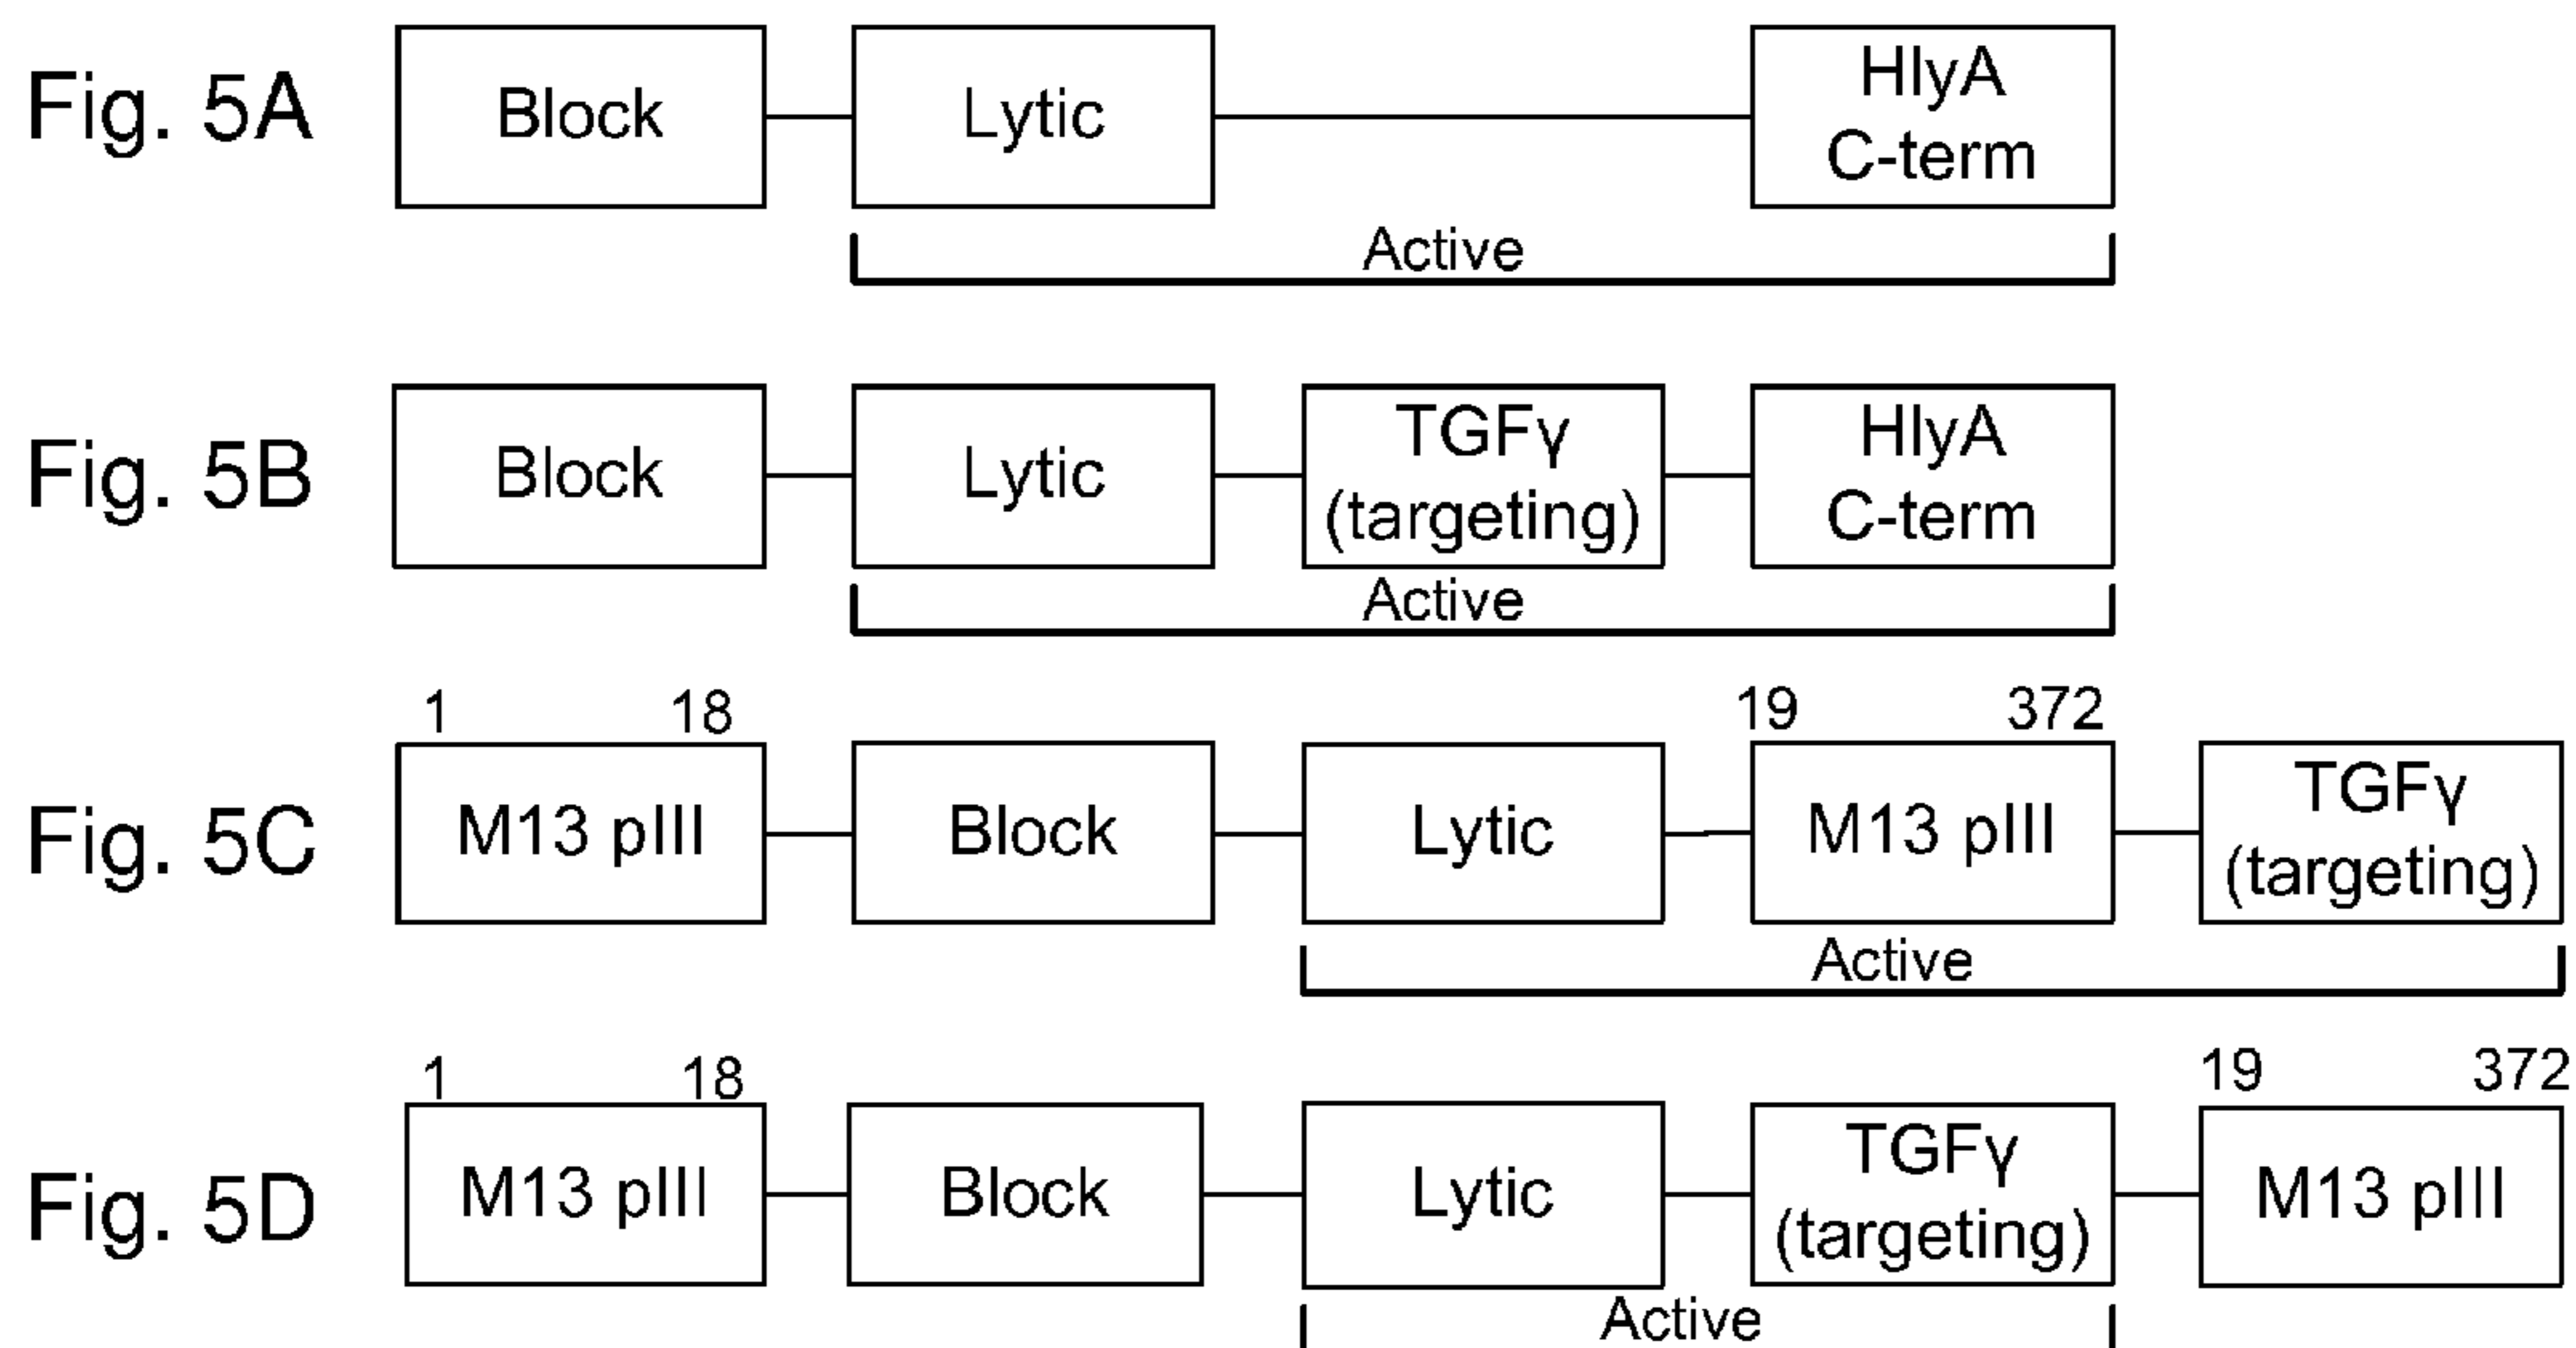 Fig. 5A
Block
Lytic
HlyA
C-term
Active
Fig. 5B
Block
Lytic
TGFγ
(targeting)
HlyA
C-term
Active
1 18 19 372
Fig. 5C
M13 pIII
Block
Lytic
M13 pIII
TGFγ
(targeting)
Active
1 18 19 372
Fig. 5D
M13 pIII
Block
Lytic
TGFγ
(targeting)
M13 pIII
Active